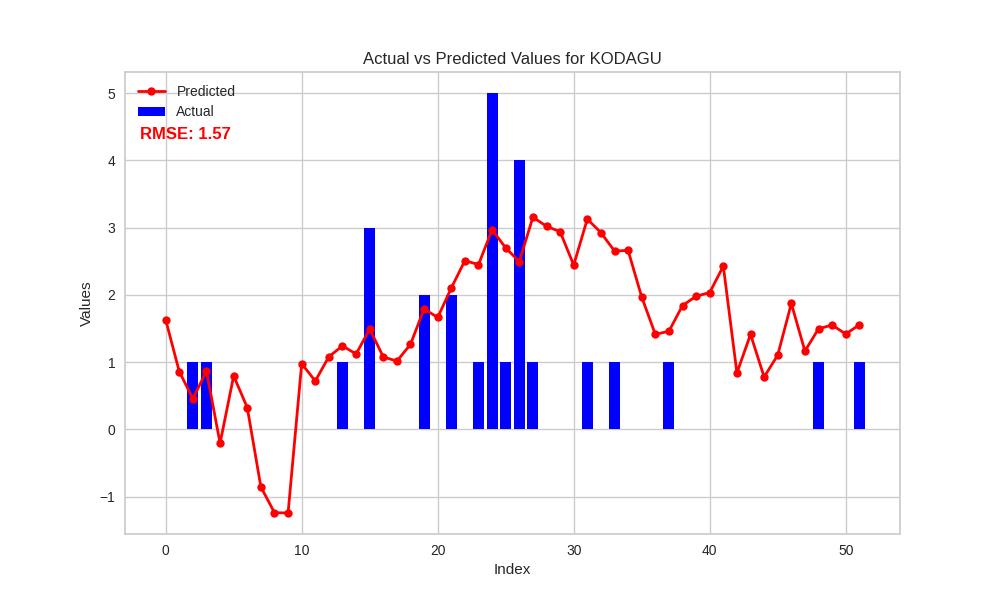 Actual vs Predicted Values for KODAGU
Predicted
Actual
RMSE: 1.57
Values
5
4
3
2
1
0
−1
0 10 20 30 40 50
Index